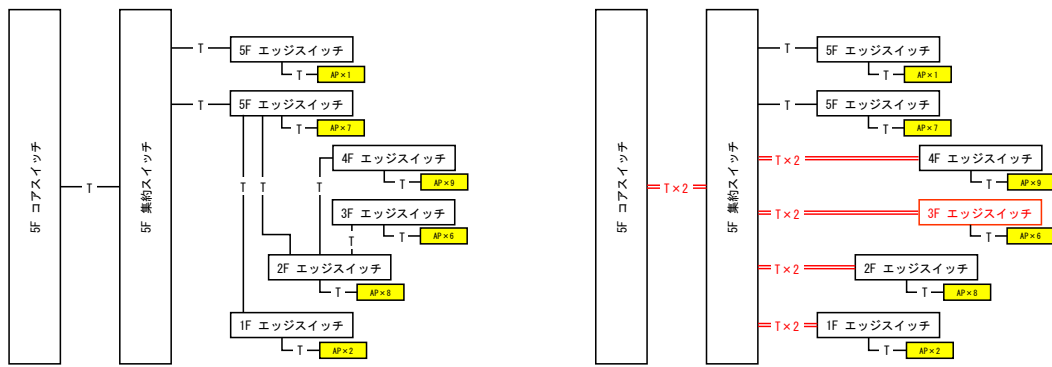 5F コアスイッチ
T
5F 集約スイッチ
T
5F エッジスイッチ
T
AP×1
T
5F エッジスイッチ
T
AP×7
T
T
T
4F エッジスイッチ
T
AP×9
3F エッジスイッチ
T
AP×6
T
2F エッジスイッチ
T
AP×8
1F エッジスイッチ
T
AP×2
5F コアスイッチ
T×2
5F 集約スイッチ
T
5F エッジスイッチ
T
AP×1
T
5F エッジスイッチ
T
AP×7
T×2
4F エッジスイッチ
T
AP×9
T×2
3F エッジスイッチ
T
AP×6
T×2
2F エッジスイッチ
T
AP×8
T×2
1F エッジスイッチ
T
AP×2